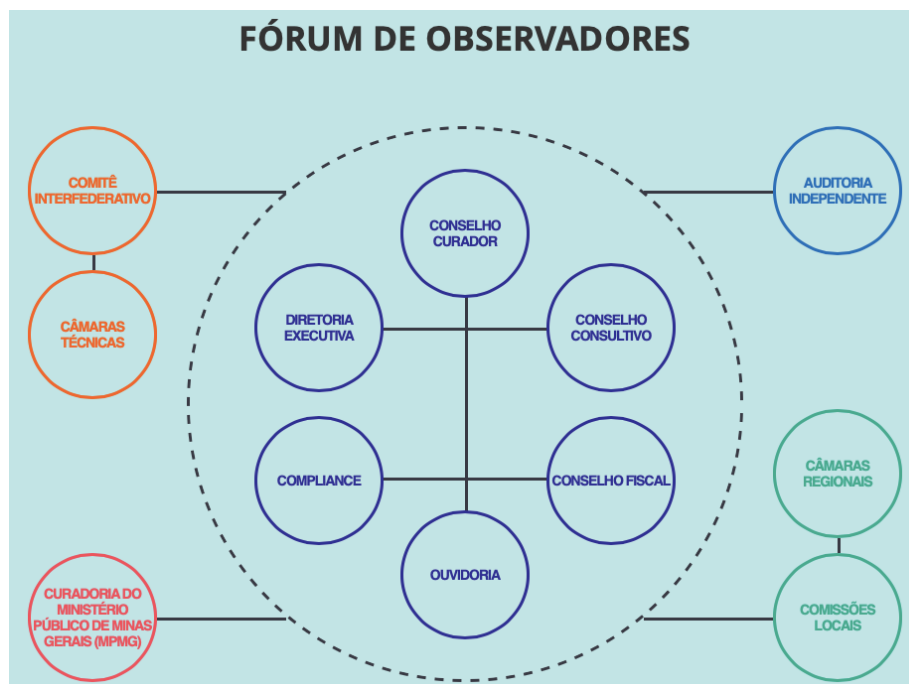 FÓRUM DE OBSERVADORES
COMITÊ
INTERFEDERATIVO
AUDITORIA
INDEPENDENTE
CONSELHO
CURADOR
DIRETORIA
EXECUTIVA
CONSELHO
CONSULTIVO
CÂMARAS
TÉCNICAS
COMPLIANCE
CONSELHO FISCAL
CÂMARAS
REGIONAIS
OUVIDORIA
CURADORIA DO
MINISTÉRIO
PÚBLICO DE MINAS
GERAIS (MPMG)
COMISSÕES
LOCAIS